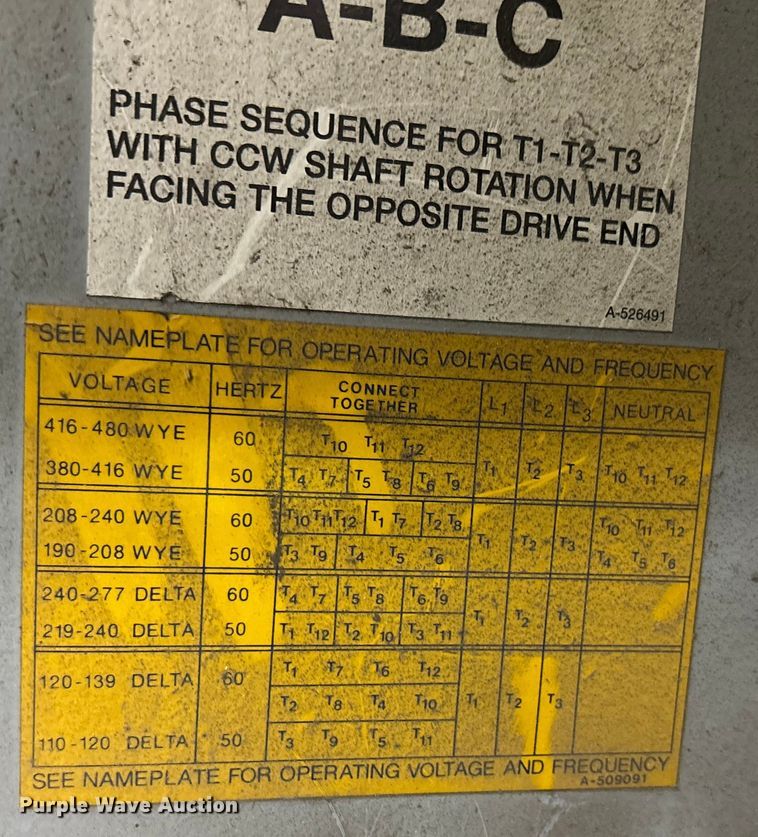 A-B-C
PHASE SEQUENCE FOR T1-T2-T3
WITH CCW SHAFT ROTATION WHEN
FACING THE OPPOSITE DRIVE END
A-526491
SEE NAMEPLATE FOR OPERATING VOLTAGE AND FREQUENCY
VOLTAGE HERTZ CONNECT TOGETHER L1 L2 L3 NEUTRAL
416-480 WYE 60 T10 T11 T12
380-416 WYE 50 T4 T7 T5 T8 T6 T9 T1 T2 T3 T10 T11 T12
208-240 WYE 60 T10 T11 T12 T1 T7 T2 T8 T10 T11 T12
190-208 WYE 50 T3 T9 T4 T5 T6 T1 T2 T3 T4 T5 T6
240-277 DELTA 60 T4 T7 T5 T8 T6 T9
219-240 DELTA 50 T1 T12 T2 T10 T3 T11 T1 T2 T3
120-139 DELTA 60 T1 T7 T6 T12
T2 T8 T4 T10 T1 T2 T3
110-120 DELTA 50 T3 T9 T5 T11
SEE NAMEPLATE FOR OPERATING VOLTAGE AND FREQUENCY
A-509091
Purple Wave Auction